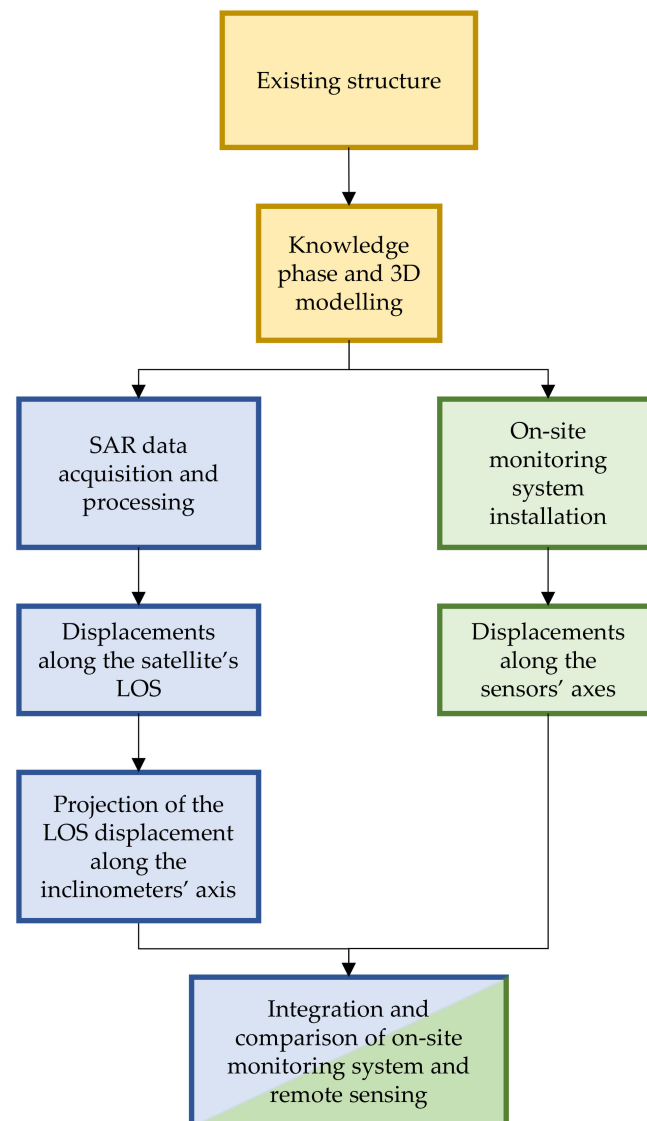 Existing structure
Knowledge
phase and 3D
modelling
SAR data
acquisition and
processing
On-site
monitoring
system
installation
Displacements
along the satellite’s
LOS
Displacements
along the
sensors’ axes
Projection of the
LOS displacement
along the
inclinometers’ axis
Integration and
comparison of on-site
monitoring system and
remote sensing